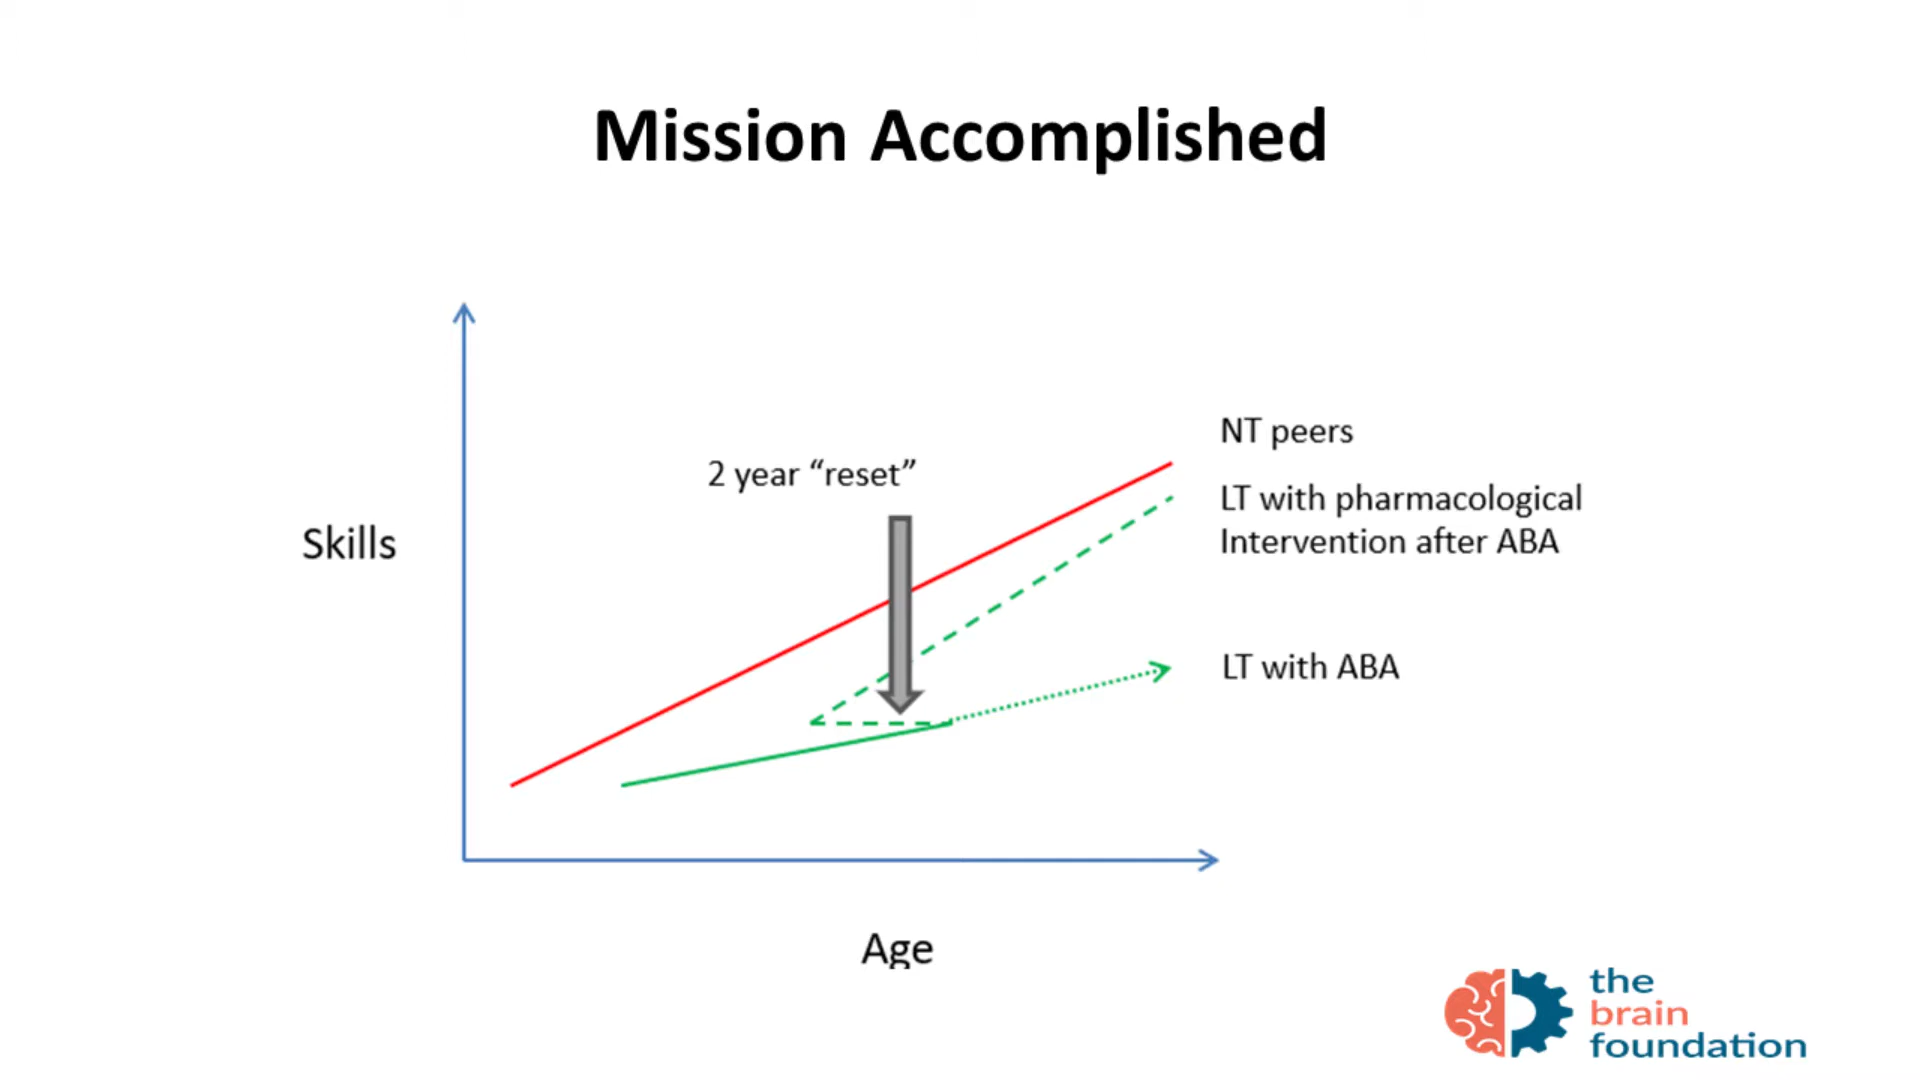 Mission Accomplished
NT peers
2 year “reset”
LT with pharmacological
Intervention after ABA
Skills
LT with ABA
Age
the
brain
foundation